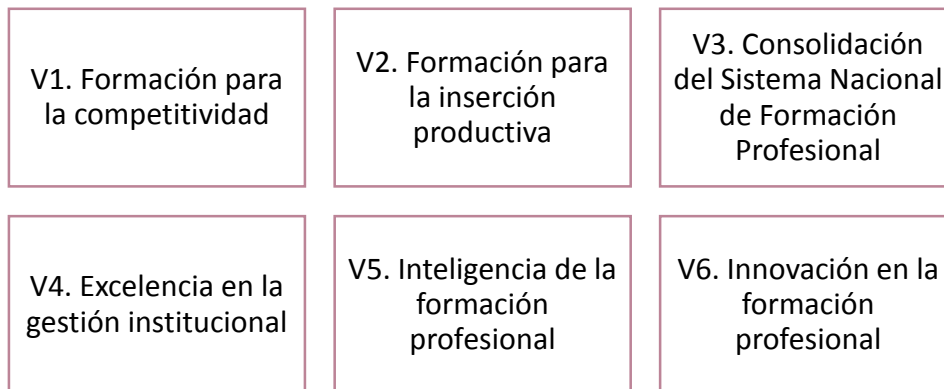 V1. Formación para
la competitividad
V2. Formación para
la inserción
productiva
V3. Consolidación
del Sistema Nacional
de Formación
Profesional
V4. Excelencia en la
gestión institucional
V5. Inteligencia de la
formación
profesional
V6. Innovación en la
formación
profesional